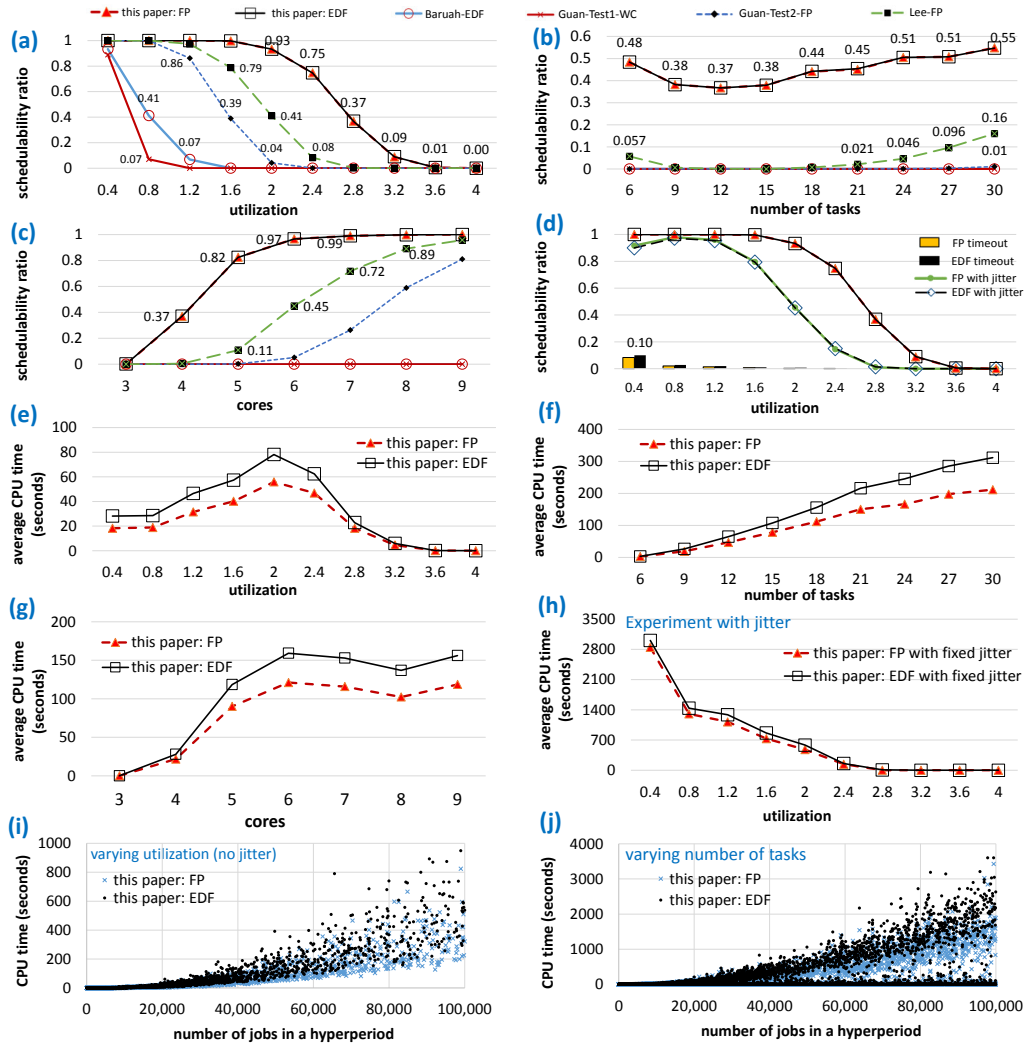 this paper: FP this paper: EDF Baruah-EDF Guan-Test1-WC Guan-Test2-FP Lee-FP
(a)
schedulability ratio
1
0.8
0.6
0.4
0.2
0
0.93
0.75
0.86
0.79
0.41
0.39
0.41
0.37
0.07
0.07
0.04
0.08
0.09
0.01
0.00
0.4 0.8 1.2 1.6 2 2.4 2.8 3.2 3.6 4
utilization
(b)
schedulability ratio
0.6
0.5
0.4
0.3
0.2
0.1
0
0.48 0.38 0.37 0.38 0.44 0.45 0.51 0.51 0.55
0.057 0.021 0.046 0.096 0.16
0.01
6 9 12 15 18 21 24 27 30
number of tasks
(c)
schedulability ratio
1
0.8
0.6
0.4
0.2
0
0.97
0.99
0.82
0.89
0.72
0.37
0.45
0.11
3 4 5 6 7 8 9
cores
(d)
schedulability ratio
1
0.8
0.6
0.4
0.2
0
FP timeout
EDF timeout
FP with jitter
EDF with jitter
0.10
0.4 0.8 1.2 1.6 2 2.4 2.8 3.2 3.6 4
utilization
(e)
average CPU time
(seconds)
100
80
60
40
20
0
this paper: FP
this paper: EDF
0.4 0.8 1.2 1.6 2 2.4 2.8 3.2 3.6 4
utilization
(f)
average CPU time
(seconds)
400
300
200
100
0
this paper: FP
this paper: EDF
6 9 12 15 18 21 24 27 30
number of tasks
(g)
average CPU time
(seconds)
200
150
100
50
0
this paper: FP
this paper: EDF
3 4 5 6 7 8 9
cores
(h)
Experiment with jitter
average CPU time
(seconds)
3500
2800
2100
1400
700
0
this paper: FP with fixed jitter
this paper: EDF with fixed jitter
0.4 0.8 1.2 1.6 2 2.4 2.8 3.2 3.6 4
utilization
(i)
varying utilization (no jitter)
CPU time (seconds)
1000
800
600
400
200
0
this paper: FP
this paper: EDF
0 20,000 40,000 60,000 80,000 100,000
number of jobs in a hyperperiod
(j)
varying number of tasks
CPU time (seconds)
4000
3000
2000
1000
0
this paper: FP
this paper: EDF
0 20,000 40,000 60,000 80,000 100,000
number of jobs in a hyperperiod